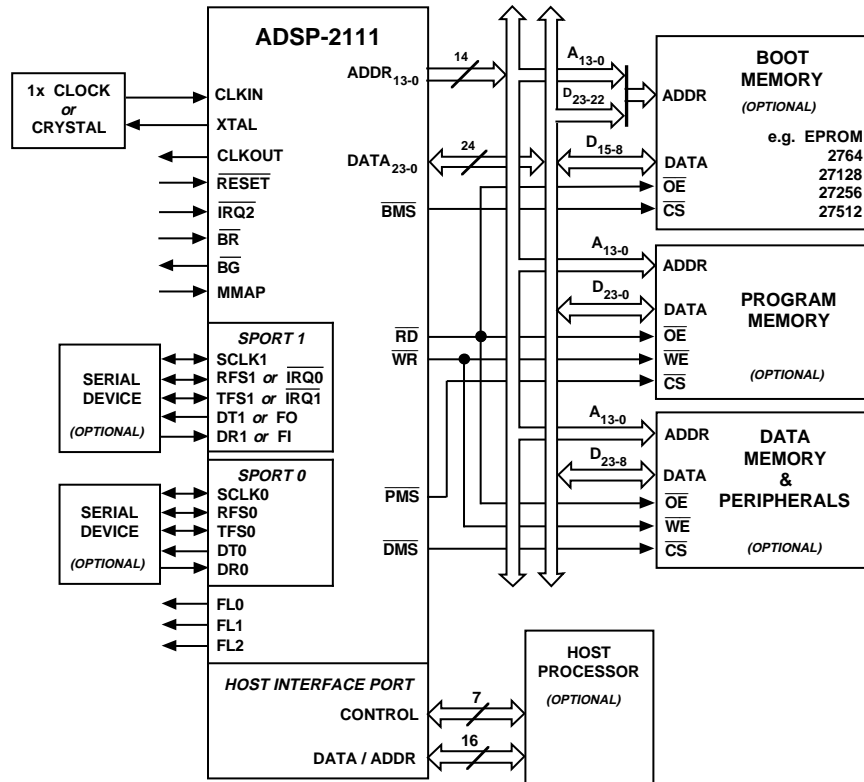 ADSP-2111
1x CLOCK
or
CRYSTAL
CLKIN
XTAL
CLKOUT
RESET
IRQ2
BR
BG
MMAP
ADDR13-0
14
DATA23-0
24
BMS
RD
WR
PMS
DMS
A13-0
D23-22
D15-8
BOOT
MEMORY
(OPTIONAL)
ADDR
e.g. EPROM
2764
27128
27256
27512
DATA
OE
CS
A13-0
D23-0
ADDR
DATA
OE
WE
CS
PROGRAM
MEMORY
(OPTIONAL)
A13-0
D23-8
ADDR
DATA
OE
WE
CS
DATA
MEMORY
&
PERIPHERALS
(OPTIONAL)
SERIAL
DEVICE
(OPTIONAL)
SPORT 1
SCLK1
RFS1 or IRQ0
TFS1 or IRQ1
DT1 or FO
DR1 or FI
SERIAL
DEVICE
(OPTIONAL)
SPORT 0
SCLK0
RFS0
TFS0
DT0
DR0
FL0
FL1
FL2
HOST INTERFACE PORT
CONTROL
7
DATA / ADDR
16
HOST
PROCESSOR
(OPTIONAL)